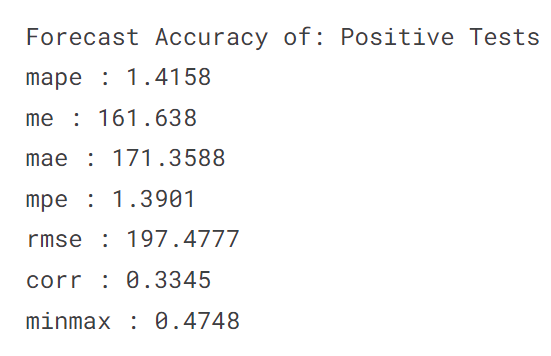 Forecast Accuracy of: Positive Tests
mape : 1.4158
me : 161.638
mae : 171.3588
mpe : 1.3901
rmse : 197.4777
corr : 0.3345
minmax : 0.4748